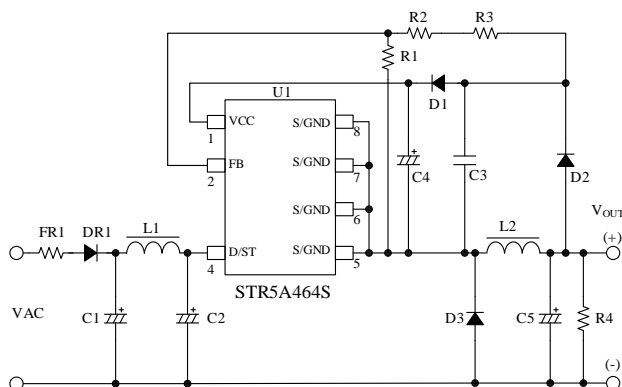 R2
R3
R1
U1
D1
VCC
S/GND
8
1
C4
C3
D2
FB
S/GND
7
2
S/GND
6
VOUT
FR1
DR1
L1
L2
(+)
D/ST
S/GND
4
5
STR5A464S
VAC
C1
C2
D3
C5
R4
(-)